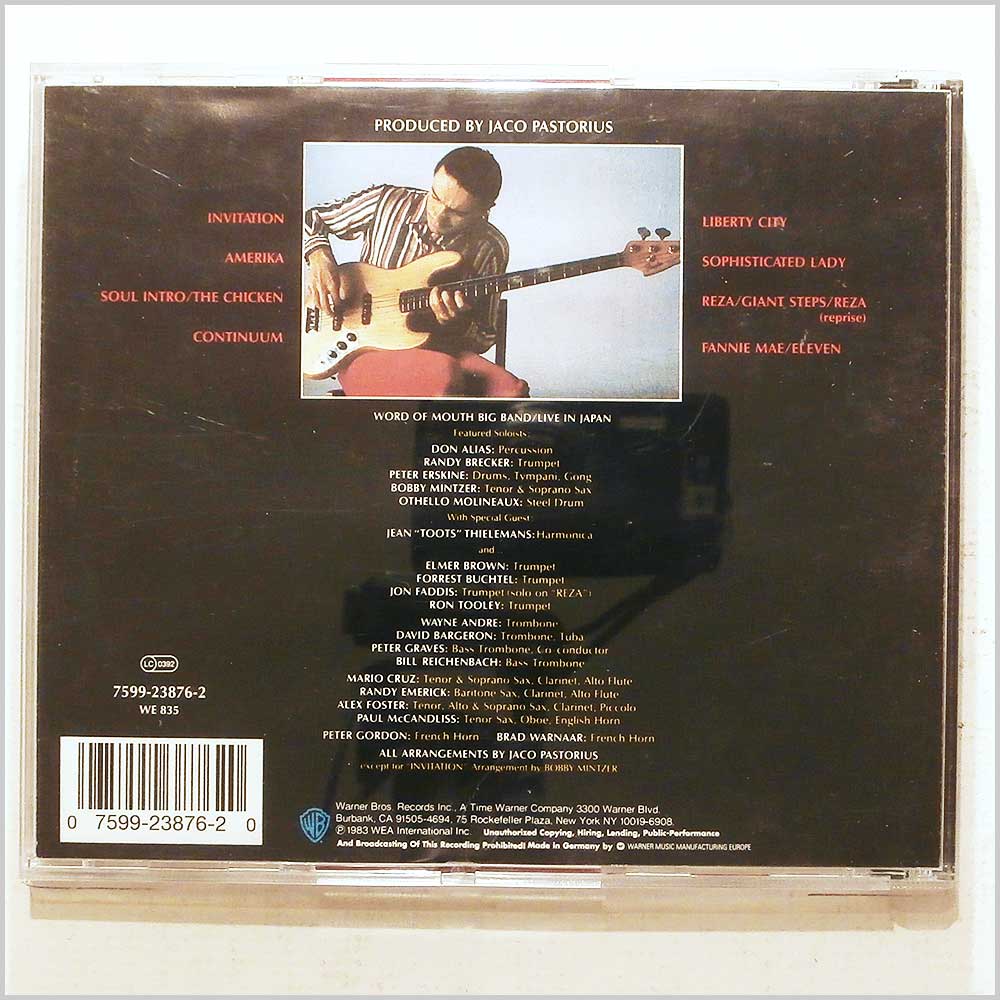 PRODUCED BY JACO PASTORIUS
INVITATION
AMERIKA
SOUL INTRO/THE CHICKEN
CONTINUUM
LIBERTY CITY
SOPHISTICATED LADY
REZA/GIANT STEPS/REZA
(reprise)
FANNIE MAE/ELEVEN
WORD OF MOUTH BIG BAND/LIVE IN JAPAN
Featured Soloists:
DON ALIAS: Percussion
RANDY BRECKER: Trumpet
PETER ERSKINE: Drums, Tympani, Gong
BOBBY MINTZER: Tenor & Soprano Sax
OTHELLO MOLINEAUX: Steel Drum
With Special Guest:
JEAN "TOOTS" THIELEMANS: Harmonica
and...
ELMER BROWN: Trumpet
FORREST BUCHTEL: Trumpet
JON FADDIS: Trumpet (solo on "REZA")
RON TOOLEY: Trumpet
WAYNE ANDRE: Trombone
DAVID BARGERON: Trombone, Tuba
PETER GRAVES: Bass Trombone, Co-conductor
BILL REICHENBACH: Bass Trombone
MARIO CRUZ: Tenor & Soprano Sax, Clarinet, Alto Flute
RANDY EMERICK: Baritone Sax, Clarinet, Alto Flute
ALEX FOSTER: Tenor, Alto & Soprano Sax, Clarinet, Piccolo
PAUL McCANDLISS: Tenor Sax, Oboe, English Horn
PETER GORDON: French Horn BRAD WARNAAR: French Horn
ALL ARRANGEMENTS BY JACO PASTORIUS
except for "INVITATION" Arrangement by BOBBY MINTZER
LC 0392
7599-23876-2
WE 835
0 7599-23876-2 0
WB
Warner Bros. Records Inc., A Time Warner Company 3300 Warner Blvd.
Burbank, CA 91505-4694, 75 Rockefeller Plaza, New York NY 10019-6908.
Ⓟ 1983 WEA International Inc. Unauthorized Copying, Hiring, Lending, Public-Performance
And Broadcasting Of This Recording Prohibited! Made in Germany by WARNER MUSIC MANUFACTURING EUROPE